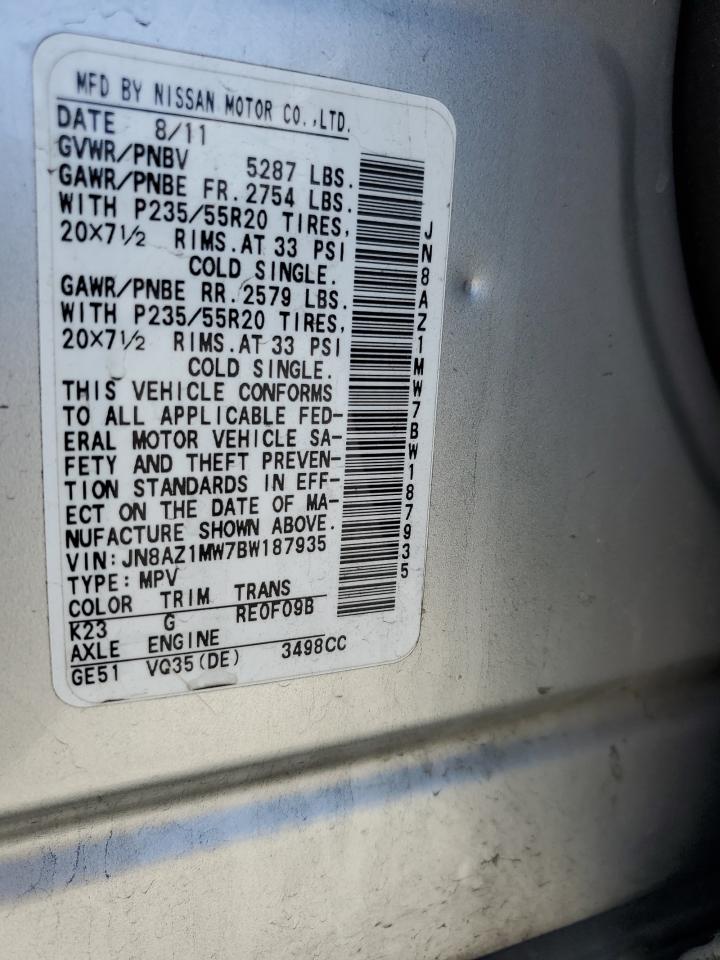 MFD BY NISSAN MOTOR CO.,LTD.
DATE 8/11
GVWR/PNBV 5287 LBS.
GAWR/PNBE FR. 2754 LBS.
WITH P235/55R20 TIRES,
20X7½ RIMS.AT 33 PSI
COLD SINGLE.
GAWR/PNBE RR. 2579 LBS.
WITH P235/55R20 TIRES,
20X7½ RIMS.AT 33 PSI
COLD SINGLE.
THIS VEHICLE CONFORMS
TO ALL APPLICABLE FED-
ERAL MOTOR VEHICLE SA-
FETY AND THEFT PREVEN-
TION STANDARDS IN EFF-
ECT ON THE DATE OF MA-
NUFACTURE SHOWN ABOVE.
VIN: JN8AZ1MW7BW187935
TYPE: MPV
COLOR TRIM TRANS
K23 G RE0F09B
AXLE ENGINE
GE51 VQ35(DE) 3498CC
JN8AZ1MW7BW187935